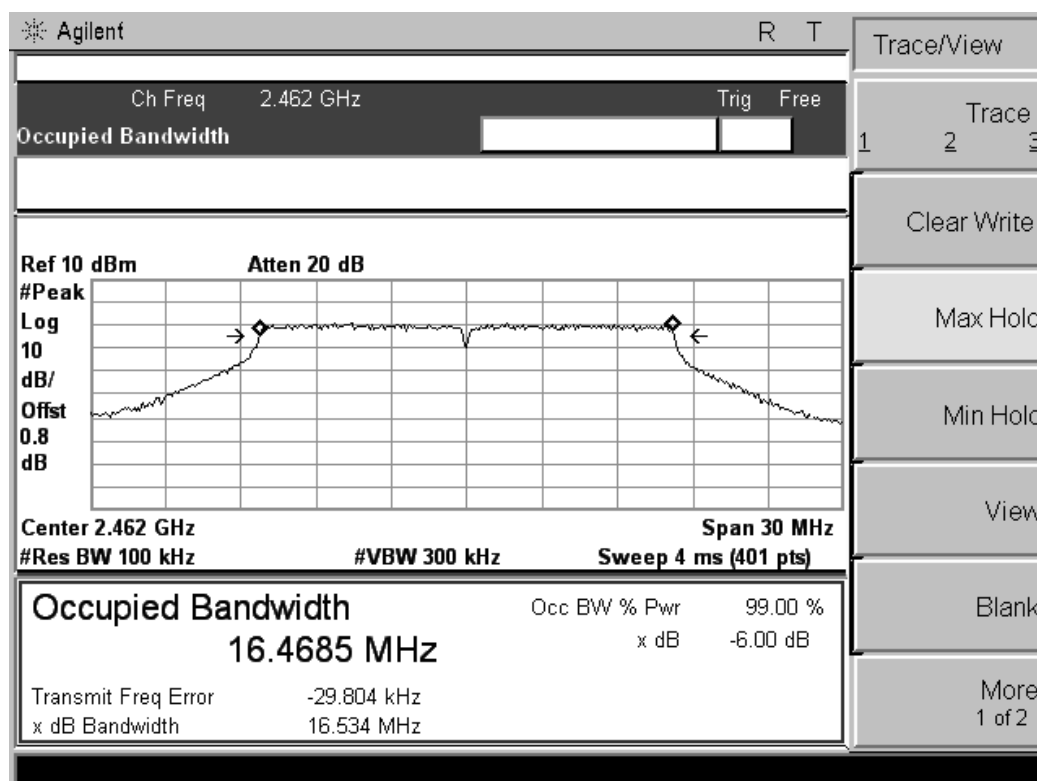 Agilent R T
Trace/View
Ch Freq 2.462 GHz Trig Free
Occupied Bandwidth
Trace
1 2 3
Clear Write
Max Hold
Min Hold
View
Blank
More
1 of 2
Ref 10 dBm Atten 20 dB
#Peak
Log
10
dB/
Offst
0.8
dB
Center 2.462 GHz Span 30 MHz
#Res BW 100 kHz #VBW 300 kHz Sweep 4 ms (401 pts)
Occupied Bandwidth
16.4685 MHz
Occ BW % Pwr 99.00 %
x dB -6.00 dB
Transmit Freq Error -29.804 kHz
x dB Bandwidth 16.534 MHz